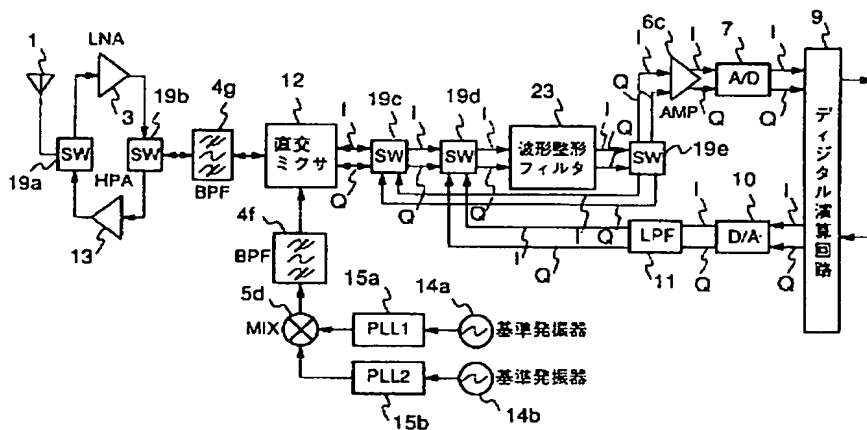 1
LNA
3
19a
SW
SW
19b
HPA
13
4g
BPF
12
直交
ミクサ
I
Q
19c
SW
I
Q
19d
SW
I
Q
23
波形整形
フィルタ
I
Q
SW
19e
I
Q
6c
AMP
I
Q
7
A/D
I
Q
9
ディジタル演算回路
10
D/A
I
Q
I
Q
LPF
11
I
Q
I
Q
4f
BPF
5d
MIX
15a
PLL1
14a
基準発振器
PLL2
15b
基準発振器
14b